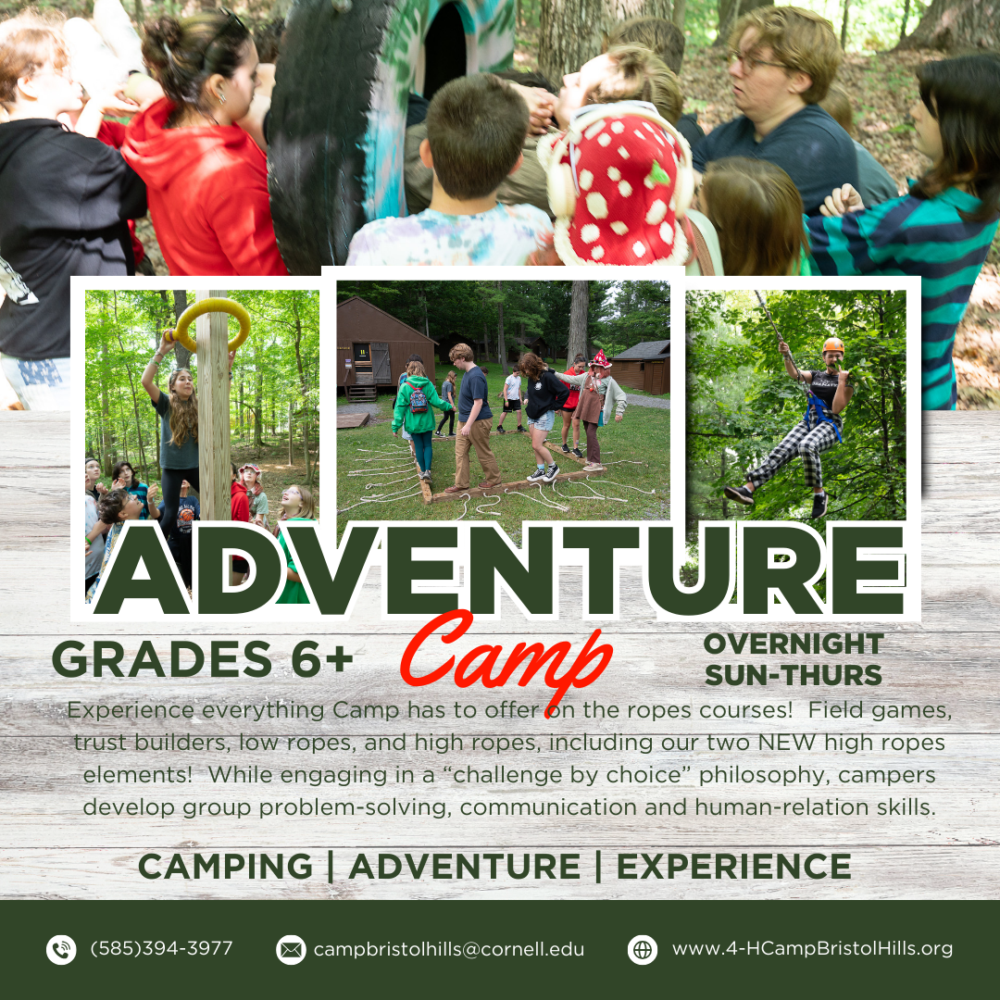 ADVENTURE
Camp
GRADES 6+
OVERNIGHT
SUN-THURS
Experience everything Camp has to offer on the ropes courses!  Field games,
trust builders, low ropes, and high ropes, including our two NEW high ropes
elements!  While engaging in a “challenge by choice” philosophy, campers
develop group problem-solving, communication and human-relation skills.
CAMPING | ADVENTURE | EXPERIENCE
(585)394-3977
campbristolhills@cornell.edu
www.4-HCampBristolHills.org